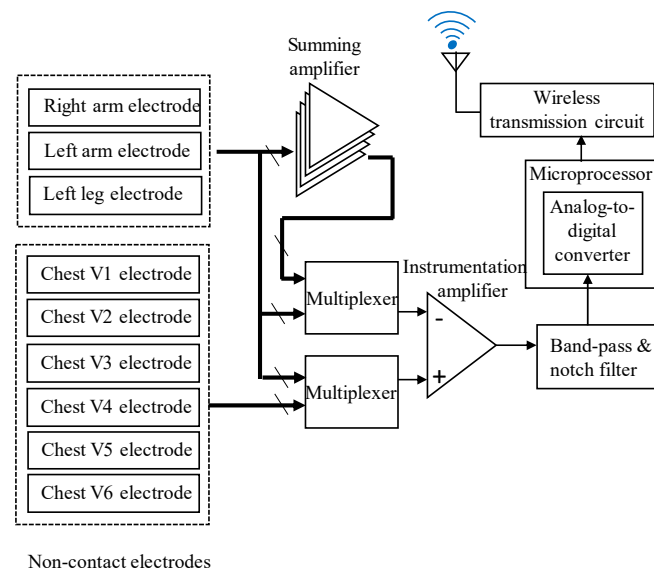 Summing
amplifier
Right arm electrode
Left arm electrode
Left leg electrode
Wireless
transmission circuit
Microprocessor
Analog-to-
digital
converter
Chest V1 electrode
Chest V2 electrode
Chest V3 electrode
Chest V4 electrode
Chest V5 electrode
Chest V6 electrode
Multiplexer
Multiplexer
Instrumentation
amplifier
-
+
Band-pass &
notch filter
Non-contact electrodes